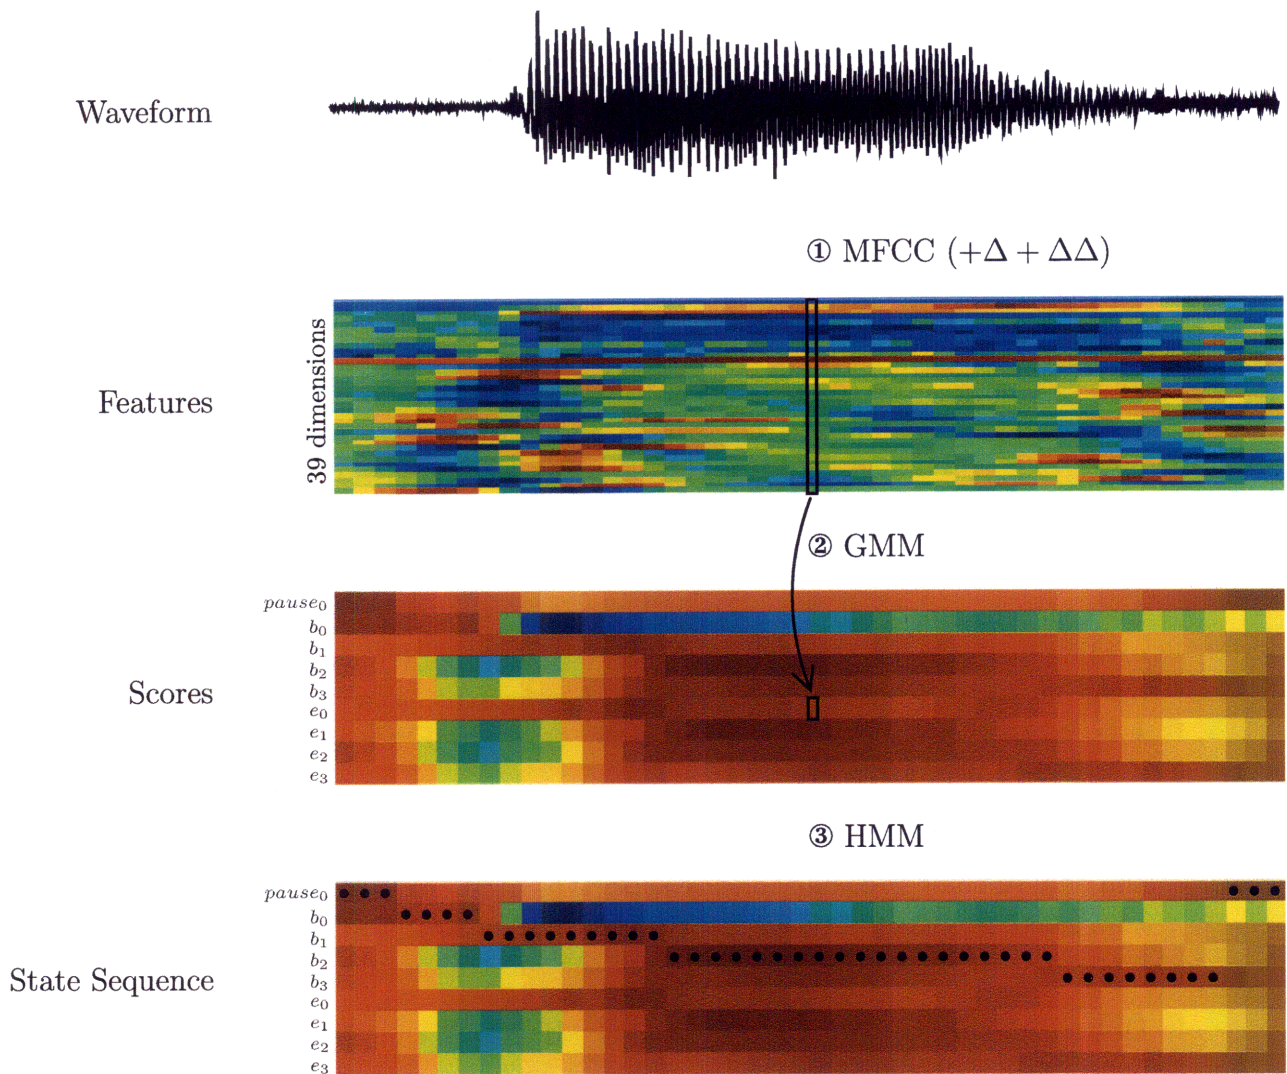 Waveform
① MFCC (+Δ + ΔΔ)
39 dimensions
Features
② GMM
pause₀
b₀
b₁
b₂
b₃
e₀
e₁
e₂
e₃
Scores
③ HMM
pause₀
b₀
b₁
b₂
b₃
e₀
e₁
e₂
e₃
State Sequence